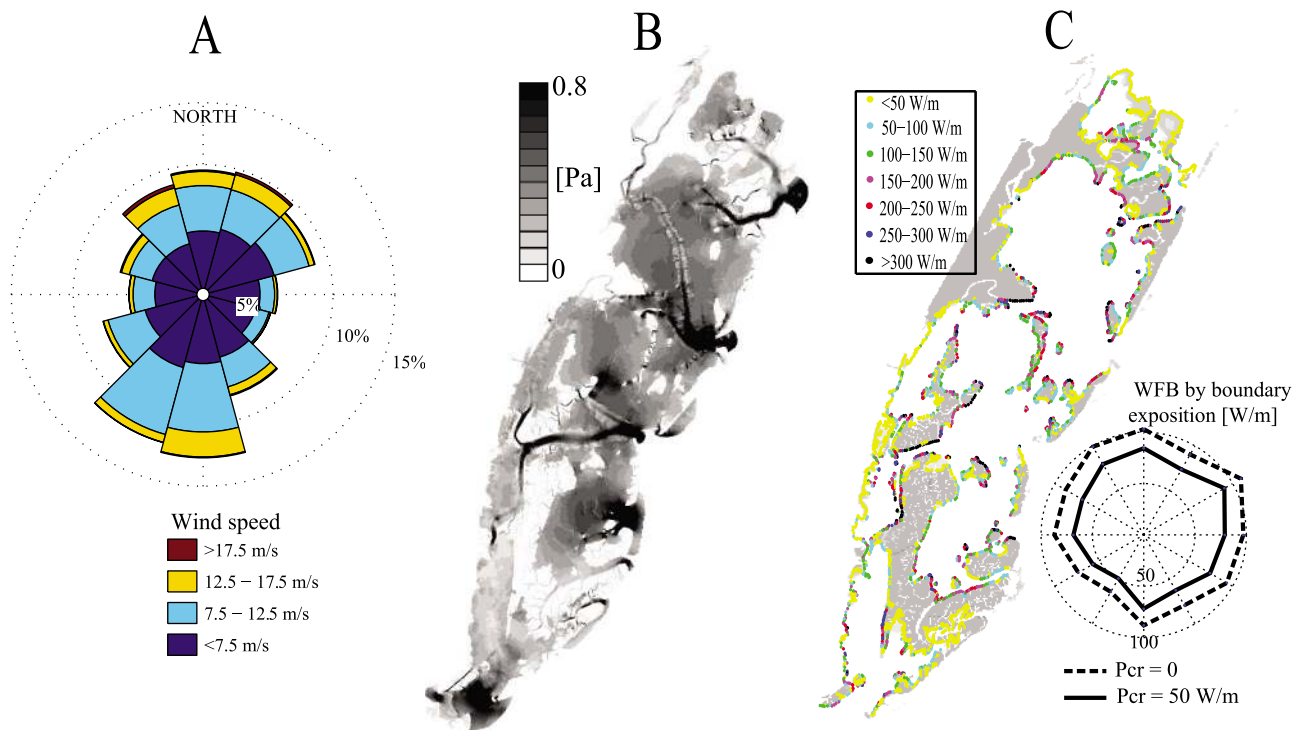 A
NORTH
5%
10%
15%
Wind speed
>17.5 m/s
12.5 – 17.5 m/s
7.5 – 12.5 m/s
<7.5 m/s
B
0.8
[Pa]
0
C
<50 W/m
50–100 W/m
100–150 W/m
150–200 W/m
200–250 W/m
250–300 W/m
>300 W/m
WFB by boundary
exposition [W/m]
50
100
Pcr = 0
Pcr = 50 W/m